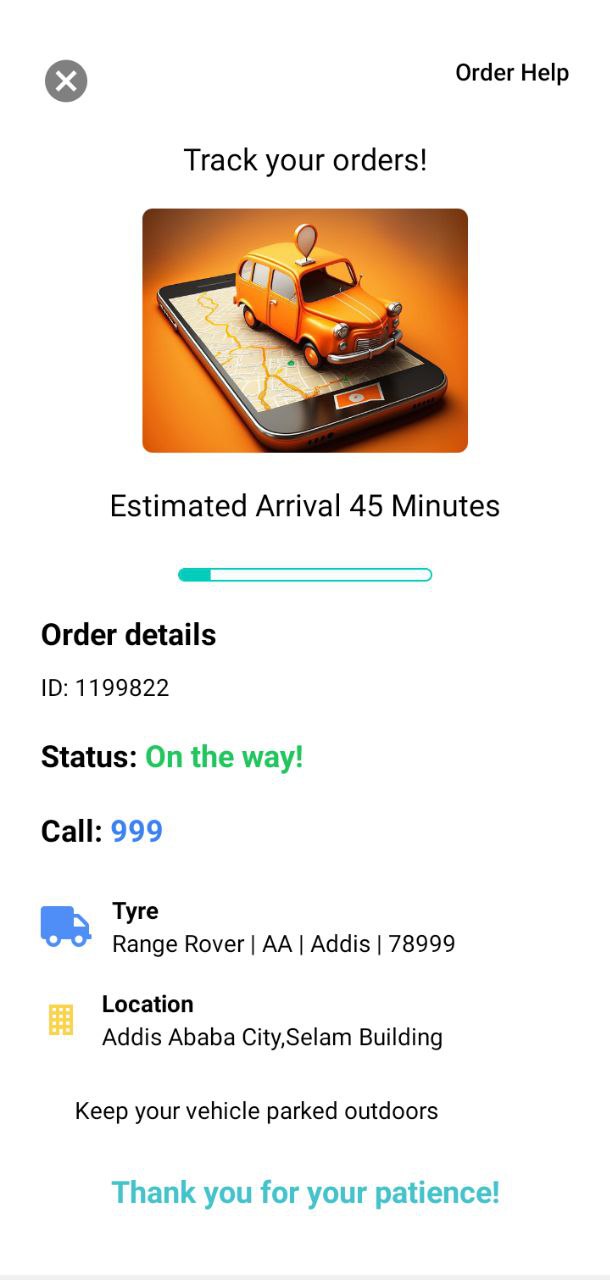 Order Help
Track your orders!
Estimated Arrival 45 Minutes
Order details
ID: 1199822
Status: On the way!
Call: 999
Tyre
Range Rover | AA | Addis | 78999
Location
Addis Ababa City,Selam Building
Keep your vehicle parked outdoors
Thank you for your patience!